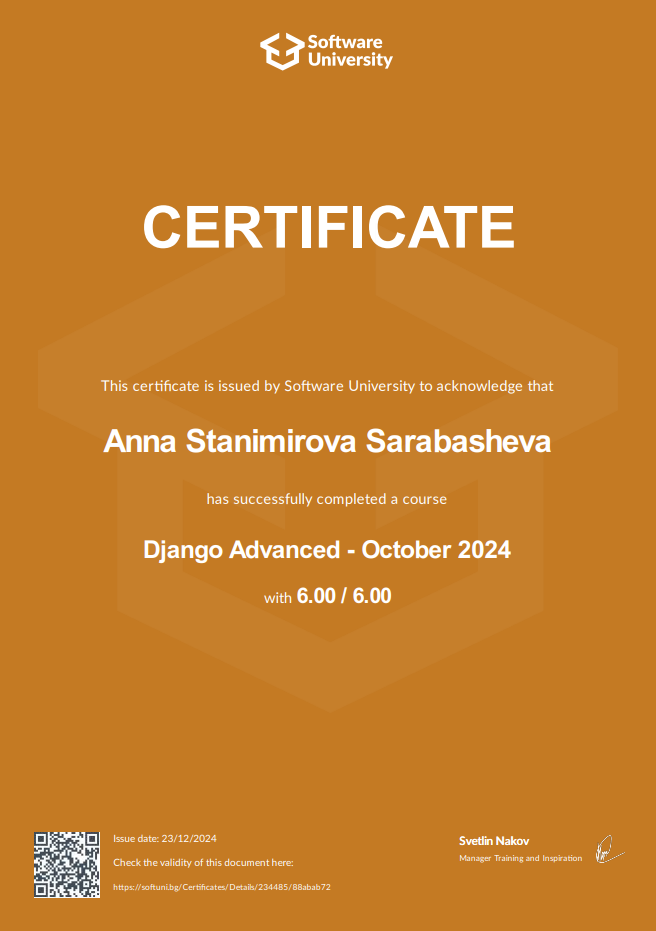 Software
University
CERTIFICATE
This certificate is issued by Software University to acknowledge that
Anna Stanimirova Sarabasheva
has successfully completed a course
Django Advanced - October 2024
with 6.00 / 6.00
Issue date: 23/12/2024
Check the validity of this document here:
https://softuni.bg/Certificates/Details/234485/88abab72
Svetlin Nakov
Manager Training and Inspiration